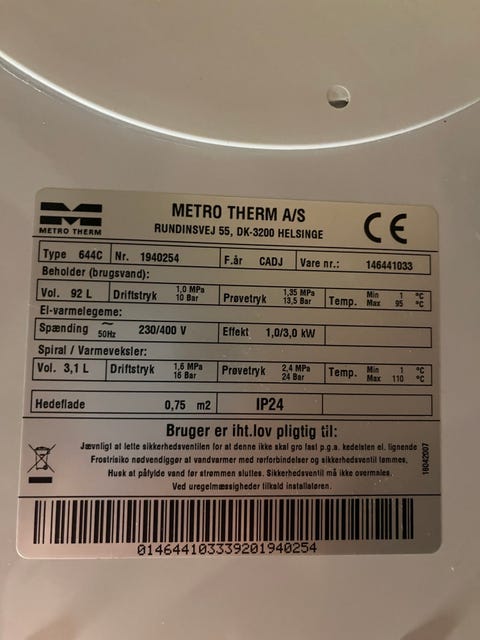 METRO THERM
METRO THERM A/S
RUNDINSVEJ 55, DK-3200 HELSINGE
CE
Type 644C Nr. 1940254 F.år CADJ Vare nr.: 146441033
Beholder (brugsvand):
Vol. 92 L Driftstryk 1,0 MPa 10 Bar Prøvetryk 1,35 MPa 13,5 Bar Temp. Min 1 °C Max 95 °C
El-varmelegeme:
Spænding ~ 50Hz 230/400 V Effekt 1,0/3,0 kW
Spiral / Varmeveksler:
Vol. 3,1 L Driftstryk 1,6 MPa 16 Bar Prøvetryk 2,4 MPa 24 Bar Temp. Min 1 °C Max 110 °C
Hedeflade 0,75 m2 IP24
Bruger er iht.lov pligtig til:
Jævnligt at lette sikkerhedsventilen for at denne ikke skal gro fast p.g.a. kedelsten el. lignende
Frostrisiko nødvendiggør at vandvarmer med rørforbindelser og sikkerhedsventil tømmes.
Husk at påfylde vand før strømmen sluttes. Sikkerhedsventil må ikke overmales.
Ved uregelmæssigheder tilkald installatøren.
18042007
014644103339201940254